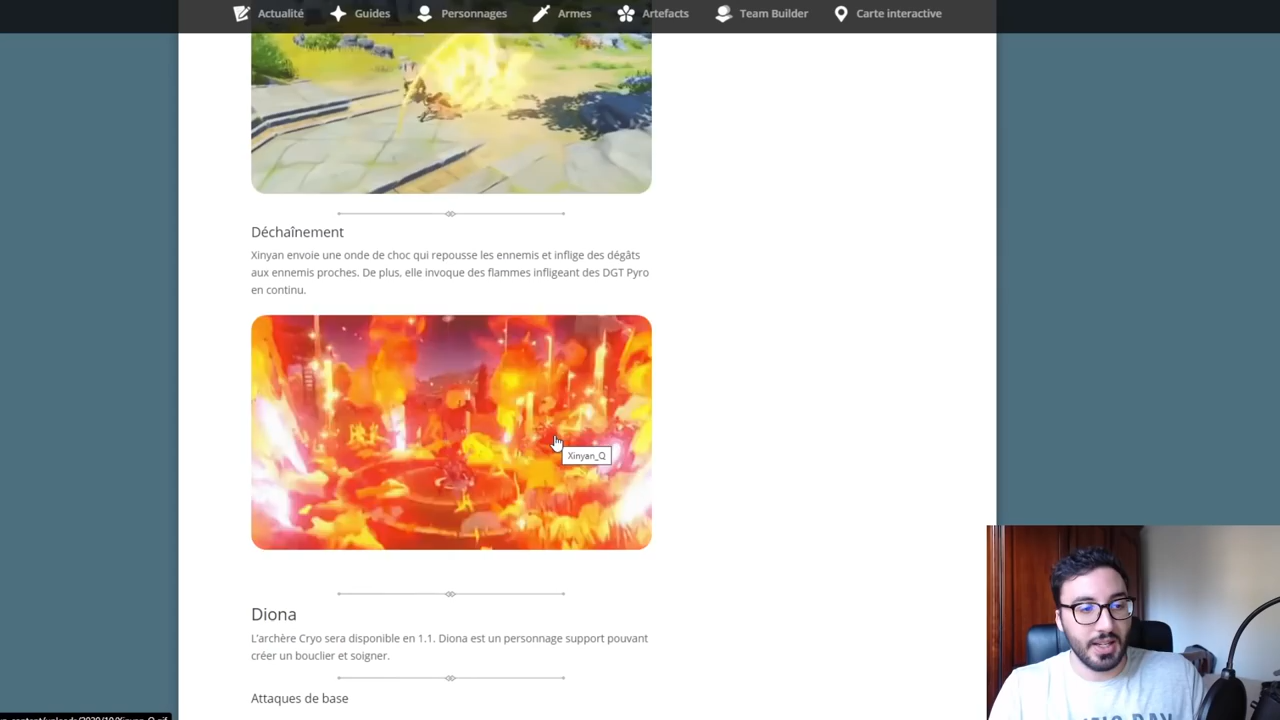 Actualité Guides Personnages Armes Artefacts Team Builder Carte interactive
Déchaînement
Xinyan envoie une onde de choc qui repousse les ennemis et inflige des dégâts
aux ennemis proches. De plus, elle invoque des flammes infligeant des DGT Pyro
en continu.
Xinyan_Q
Diona
L'archère Cryo sera disponible en 1.1. Diona est un personnage support pouvant
créer un bouclier et soigner.
Attaques de base